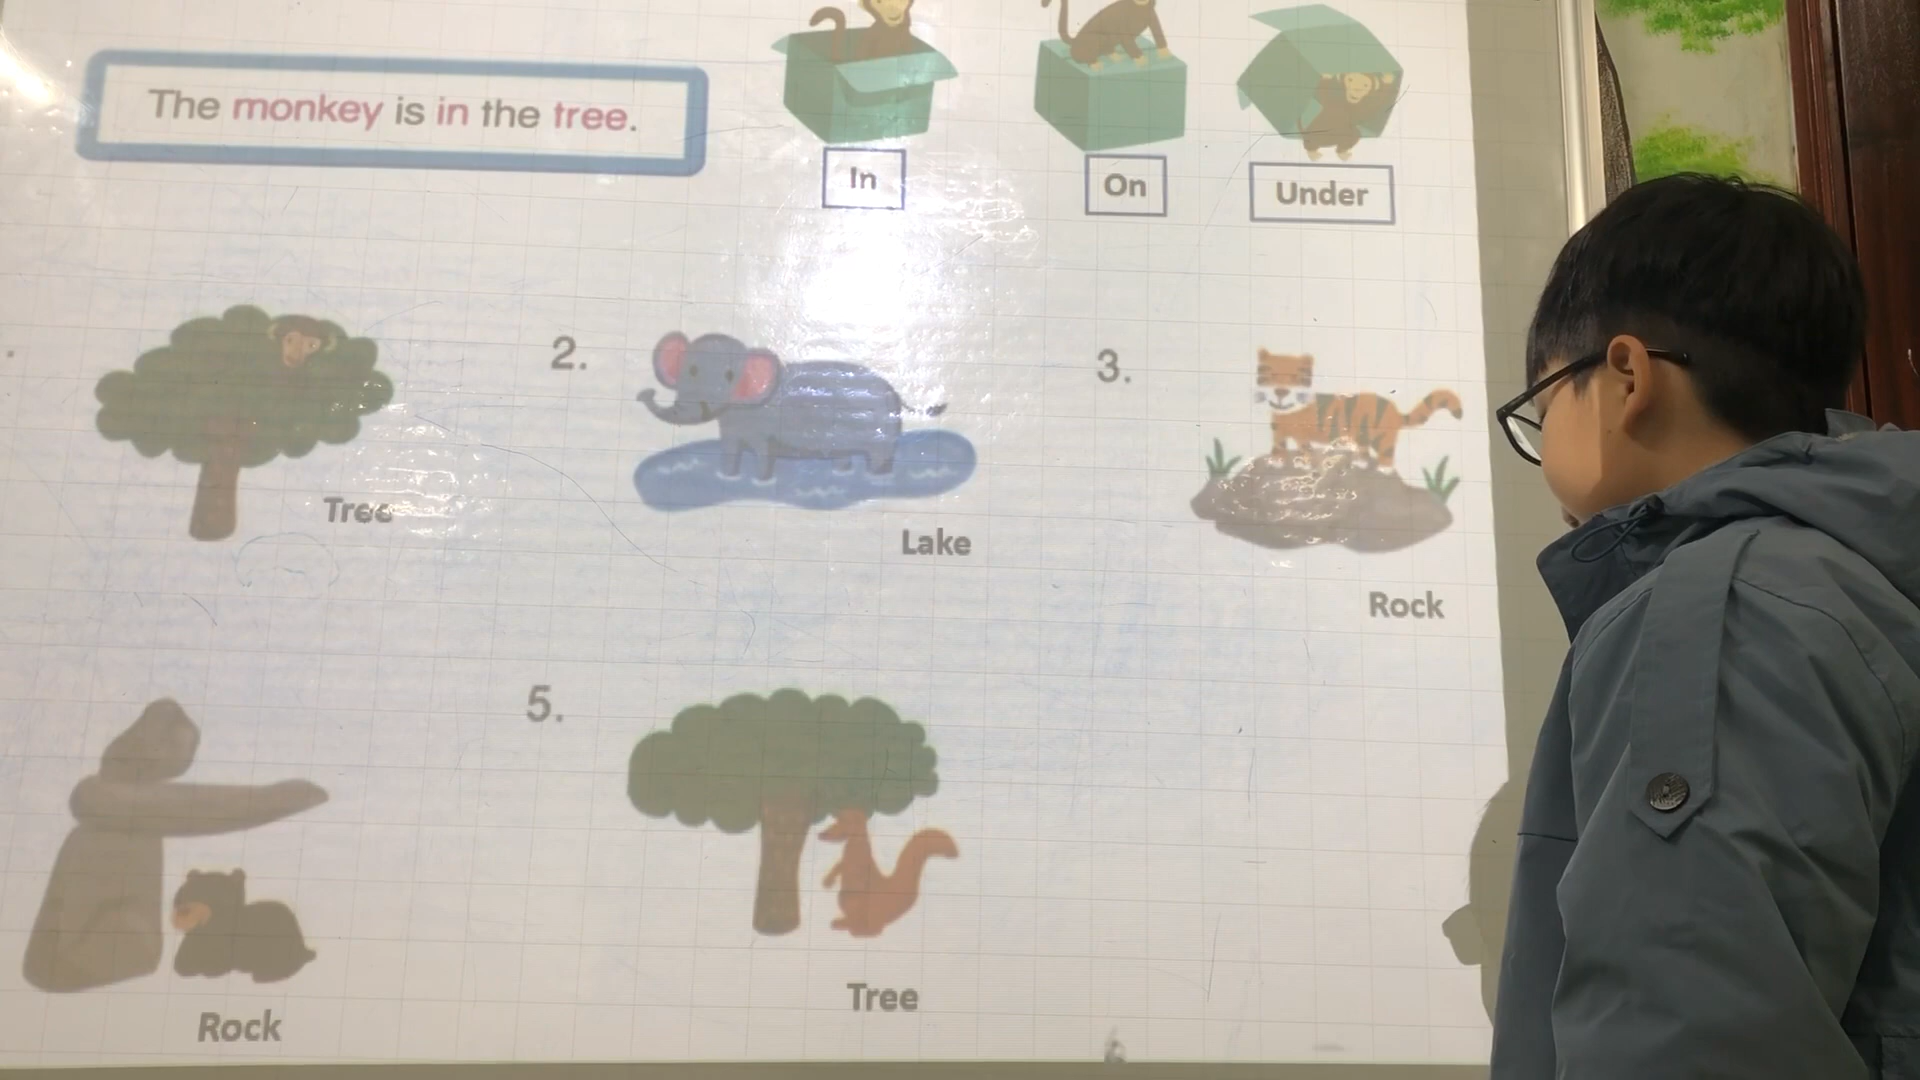 The monkey is in the tree.
In
On
Under
2.
3.
Tree
Lake
Rock
5.
Rock
Tree